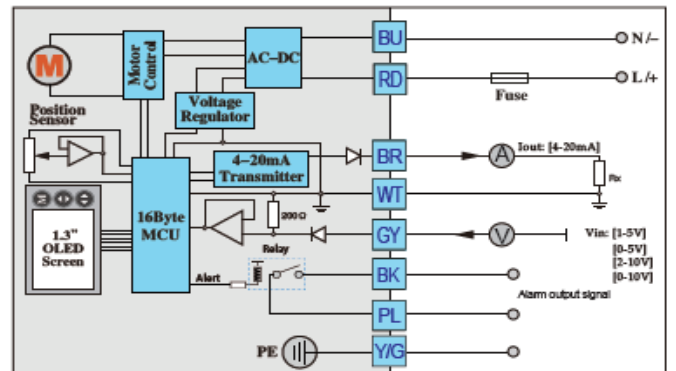 BU
N/–
M
Motor
Control
AC–DC
RD
L/+
Fuse
Voltage
Regulator
Position
Sensor
4–20mA
Transmitter
BR
A
Iout: [4-20mA]
Rx
WT
16Byte
MCU
200Ω
GY
V
Vin: [1-5V]
[0-5V]
[2-10V]
[0-10V]
1.3"
OLED
Screen
Relay
BK
Alert
Alarm output signal
PL
PE
Y/G